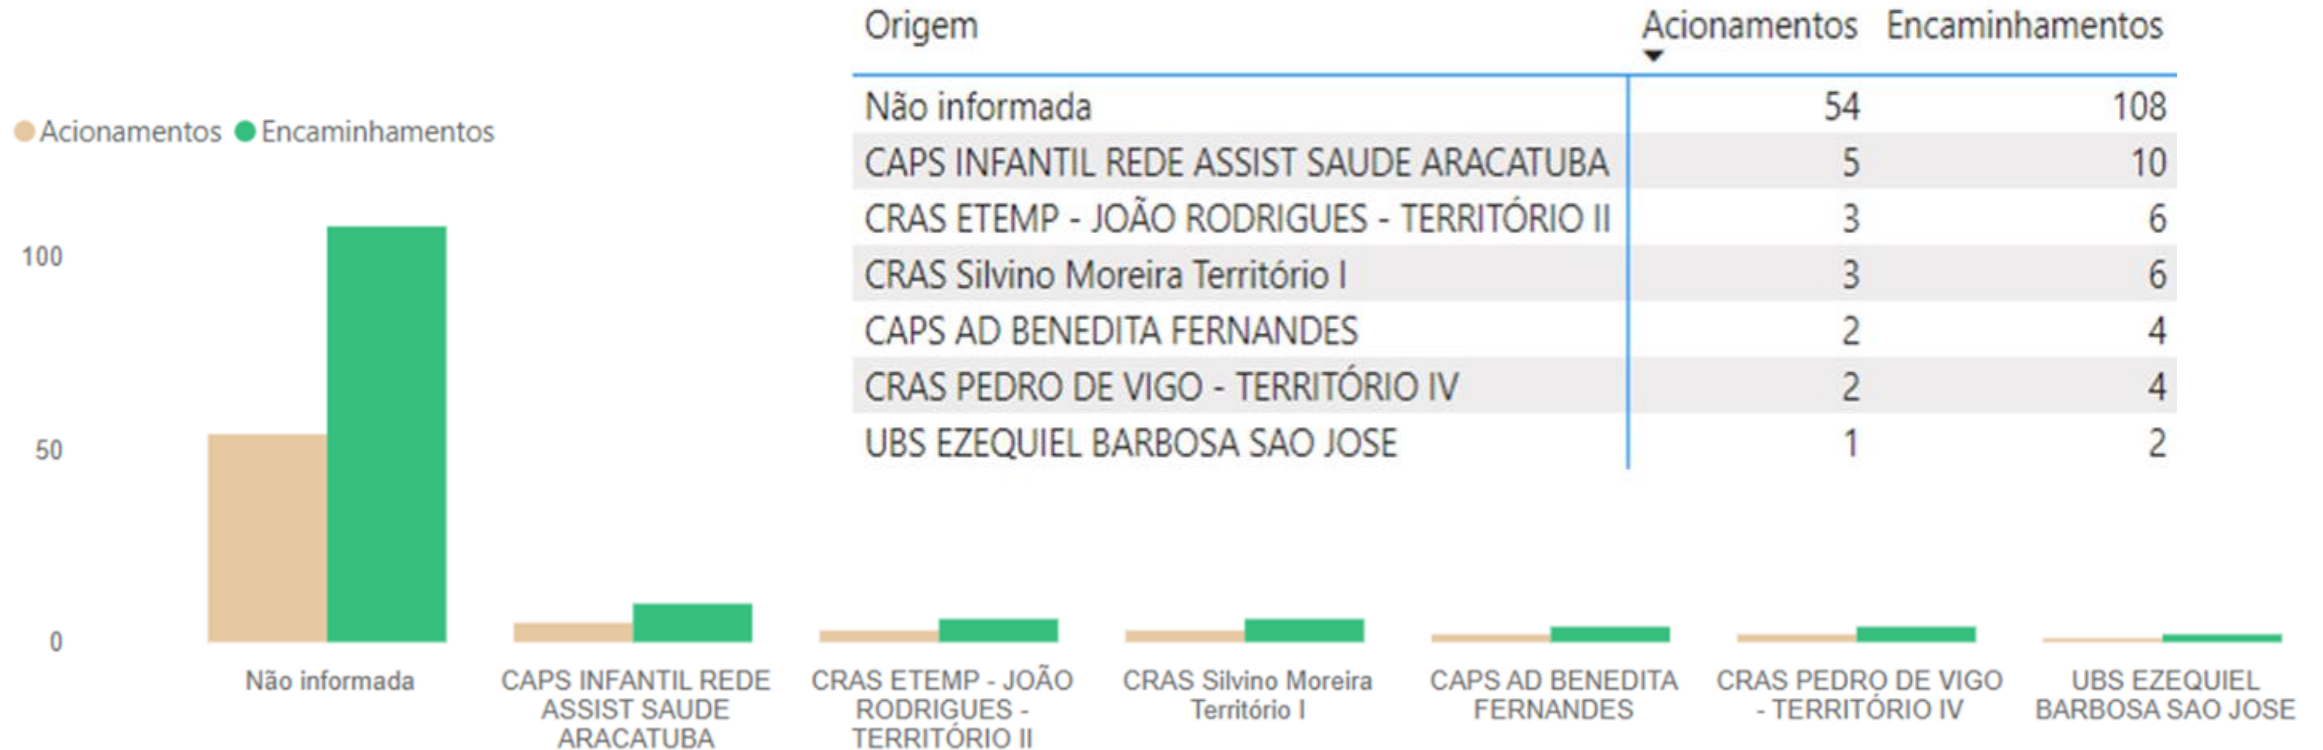 Origem Acionamentos Encaminhamentos
Não informada 54 108
CAPS INFANTIL REDE ASSIST SAUDE ARACATUBA 5 10
CRAS ETEMP - JOÃO RODRIGUES - TERRITÓRIO II 3 6
CRAS Silvino Moreira Território I 3 6
CAPS AD BENEDITA FERNANDES 2 4
CRAS PEDRO DE VIGO - TERRITÓRIO IV 2 4
UBS EZEQUIEL BARBOSA SAO JOSE 1 2
Acionamentos Encaminhamentos
100
50
0
Não informada
CAPS INFANTIL REDE
ASSIST SAUDE
ARACATUBA
CRAS ETEMP - JOÃO
RODRIGUES -
TERRITÓRIO II
CRAS Silvino Moreira
Território I
CAPS AD BENEDITA
FERNANDES
CRAS PEDRO DE VIGO
- TERRITÓRIO IV
UBS EZEQUIEL
BARBOSA SAO JOSE